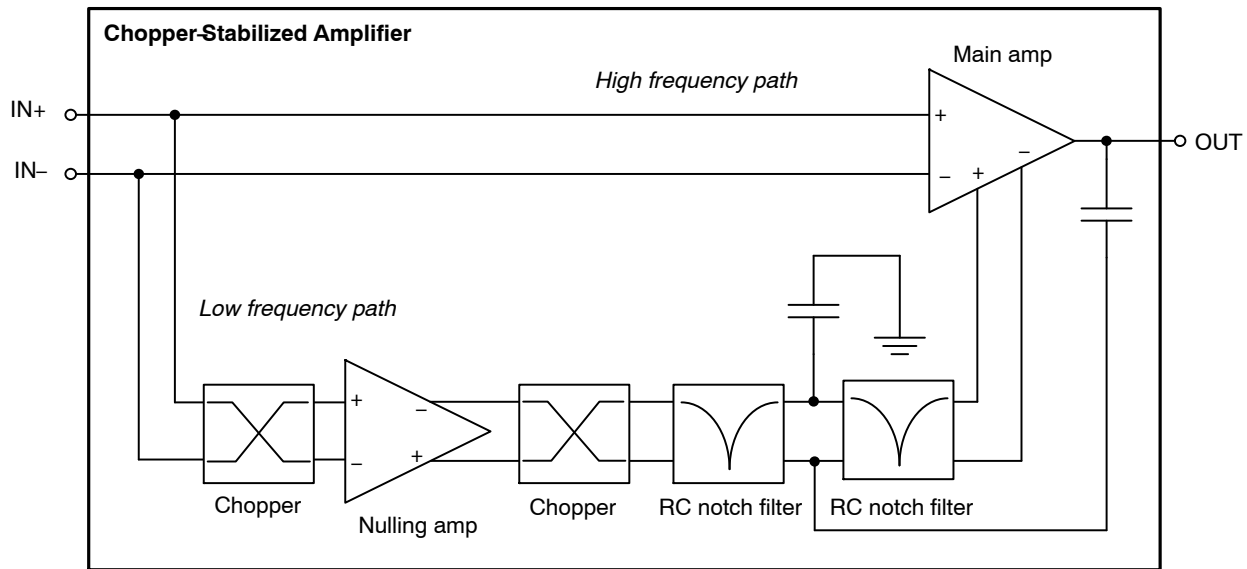 Chopper-Stabilized Amplifier
Main amp
High frequency path
IN+
+
OUT
IN−
−
+
−
Low frequency path
+
−
−
+
Chopper
Nulling amp
Chopper
RC notch filter
RC notch filter